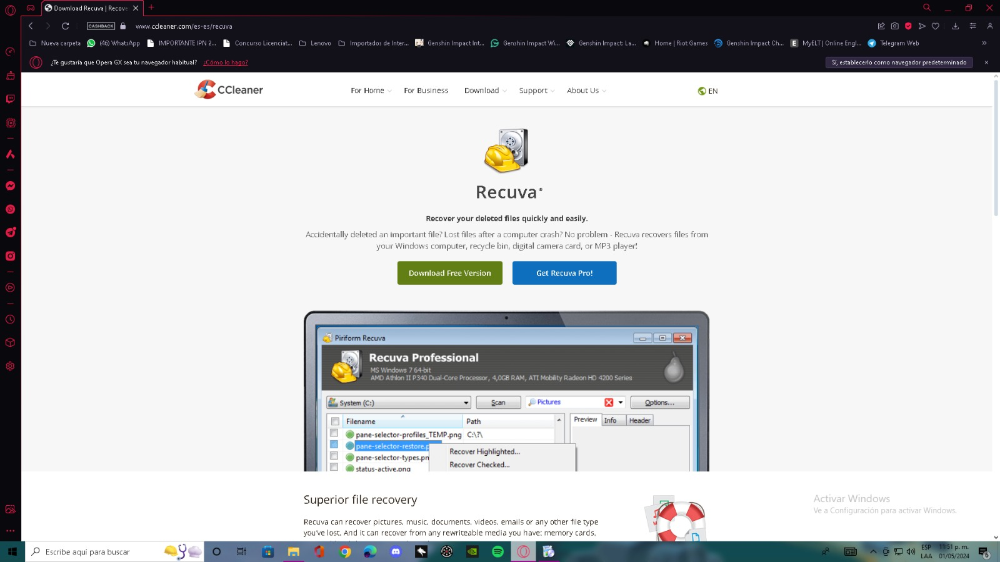 Download Recuva | Recove
CASHBACK
www.ccleaner.com/es-es/recuva
Nueva carpeta
(46) WhatsApp
IMPORTANTE IPN 2...
Concurso Licenciat...
Lenovo
Importados de Inter...
Genshin Impact Int...
Genshin Impact Wi...
Genshin Impact: La...
Home | Riot Games
Genshin Impact Ch...
E MyELT | Online Engl...
Telegram Web
¿Te gustaría que Opera GX sea tu navegador habitual? ¿Cómo lo hago?
Sí, establecerlo como navegador predeterminado
CCleaner
For Home
For Business
Download
Support
About Us
EN
Recuva®
Recover your deleted files quickly and easily.
Accidentally deleted an important file? Lost files after a computer crash? No problem - Recuva recovers files from
your Windows computer, recycle bin, digital camera card, or MP3 player!
Download Free Version
Get Recuva Pro!
Piriform Recuva
Recuva Professional
MS Windows 7 64-bit
AMD Athlon II P340 Dual-Core Processor, 4,0GB RAM, ATI Mobility Radeon HD 4200 Series
System (C:)
Scan
Pictures
Options...
Filename
Path
Preview
Info
Header
pane-selector-profiles_TEMP.png C:\?\
pane-selector-restore.p
pane-selector-types.pn
status-active.png
Recover Highlighted...
Recover Checked...
Superior file recovery
Recuva can recover pictures, music, documents, videos, emails or any other file type
you've lost. And it can recover from any rewriteable media you have: memory cards,
Activar Windows
Ve a Configuración para activar Windows.
Escribe aquí para buscar
ESP
LAA
11:51 p. m.
01/05/2024
6